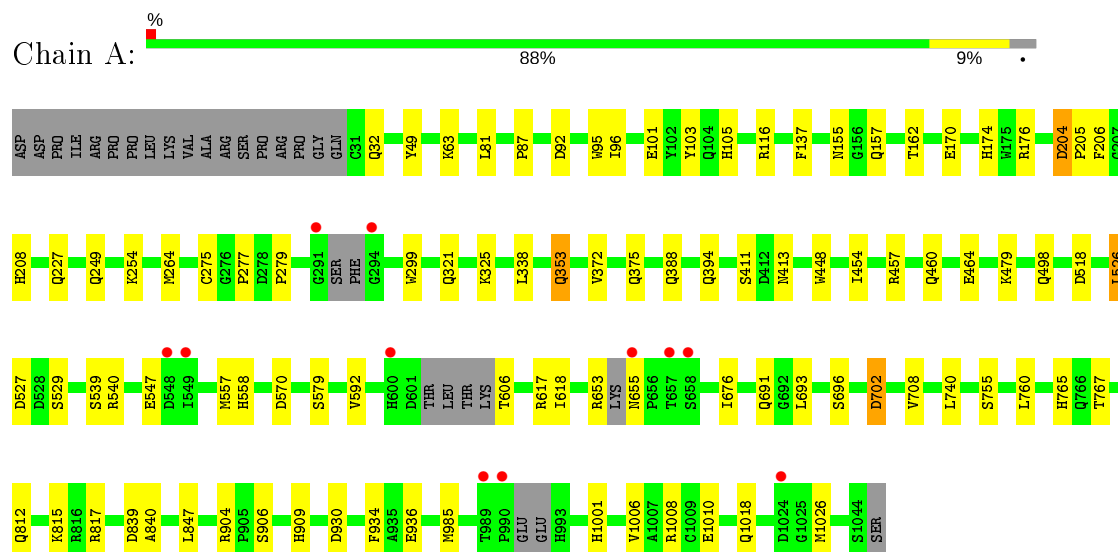 %
Chain A:
88% 9% •
ASP ASP PRO ILE ARG PRO PRO LEU LYS VAL ALA ARG SER PRO ARG PRO GLY GLN C31 Q32 Y49 K63 L81 P87 D92 W95 I96 E101 Y102 Y103 Q104 H105 R116 F137 N155 G156 Q157 T162 E170 H174 W175 R176 D204 P205 F206 G207
H208 Q227 Q249 K254 M264 C275 G276 P277 D278 P279 G291 SER PHE G294 W299 Q321 K325 L338 Q353 V372 Q375 Q388 Q394 S411 D412 N413 W448 I454 R457 Q460 E464 K479 Q498 D518 L526
D527 D528 S529 S539 R540 E547 D548 I549 M557 H558 D570 S579 V592 H600 D601 THR LEU THR LYS T606 R617 I618 R653 LYS N655 P656 T657 S658 I676 Q691 G692 L693 S696 D702 V708 L740 S755 L760 H765 Q766 T767
Q812 K815 R816 R817 D839 A840 L847 R904 P905 S906 H909 D930 F934 A935 E936 M985 T989 P990 GLU GLU H993 H1001 V1006 A1007 R1008 C1009 E1010 Q1018 D1024 G1025 M1026 S1044 SER